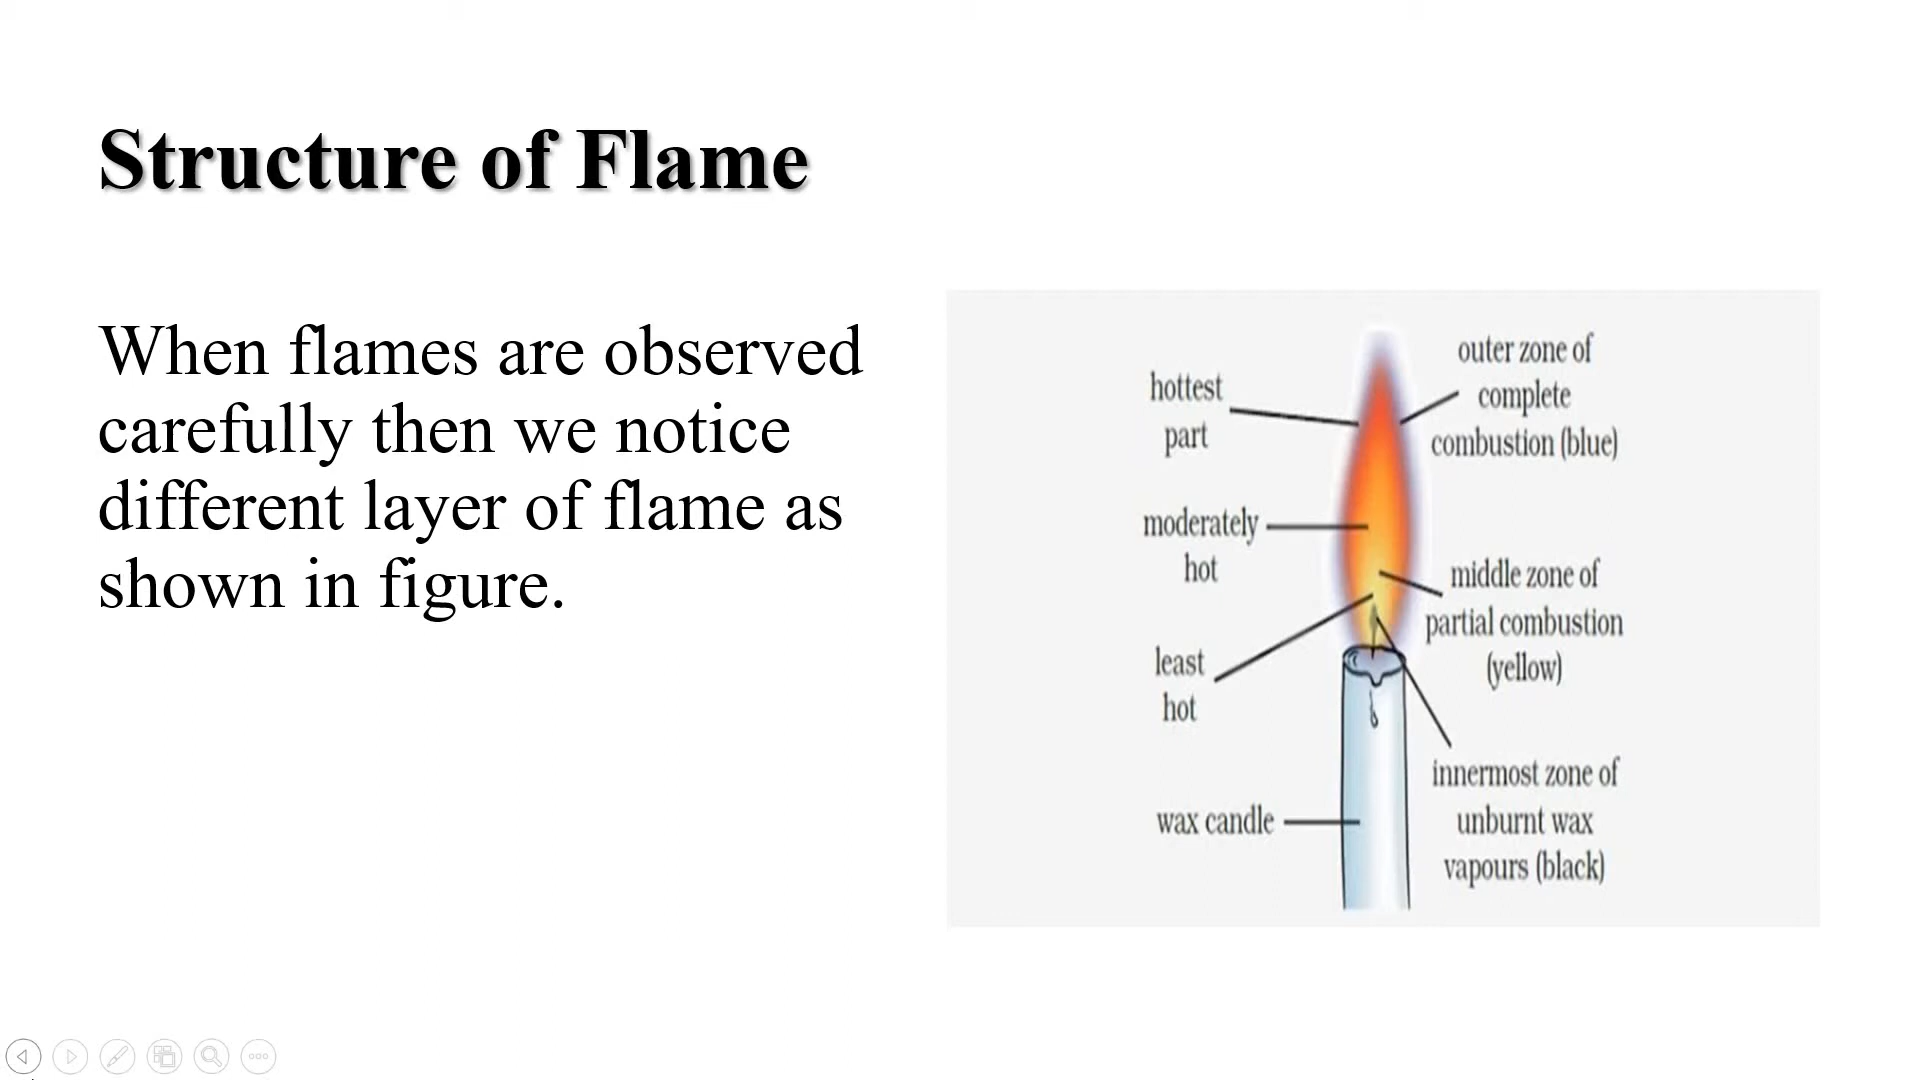 Structure of Flame
When flames are observed
carefully then we notice
different layer of flame as
shown in figure.
hottest
part
outer zone of
complete
combustion (blue)
moderately
hot
middle zone of
partial combustion
(yellow)
least
hot
wax candle
innermost zone of
unburnt wax
vapours (black)